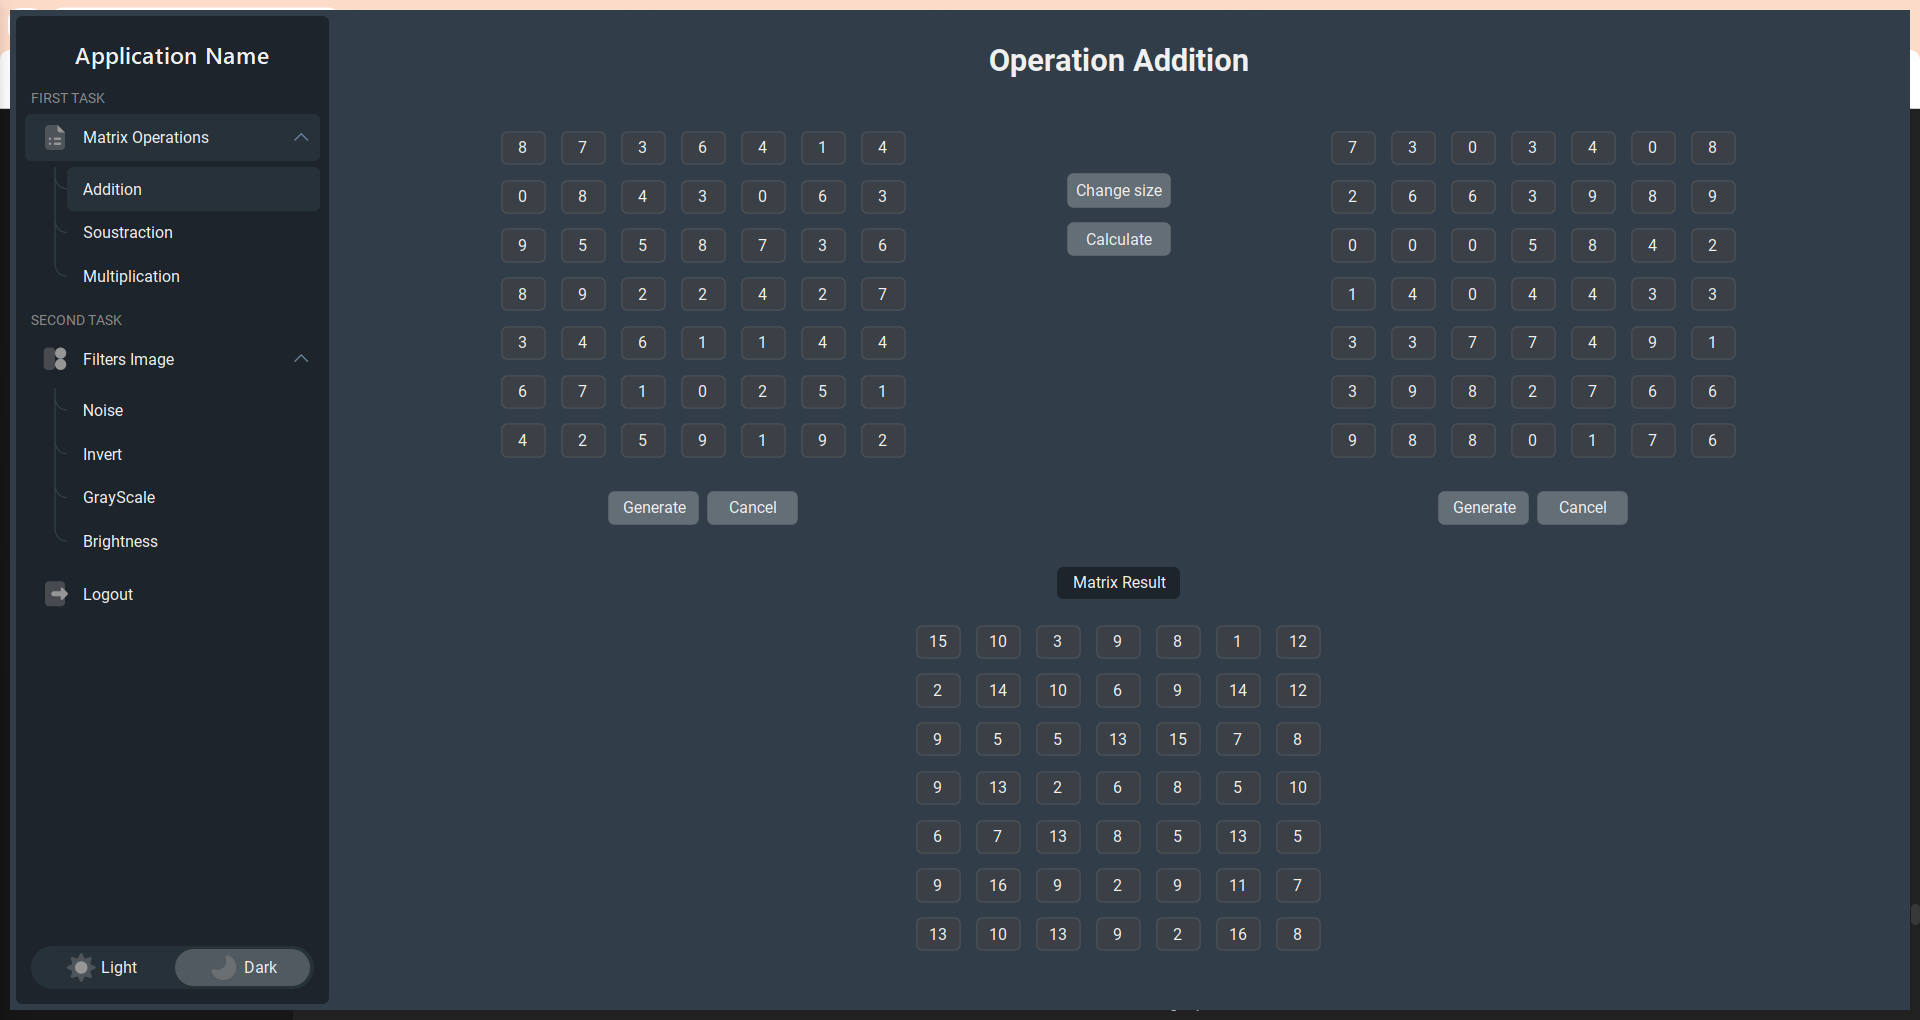 Application Name
FIRST TASK
Matrix Operations
Addition
Soustraction
Multiplication
SECOND TASK
Filters Image
Noise
Invert
GrayScale
Brightness
Logout
Light
Dark
Operation Addition
8 7 3 6 4 1 4
0 8 4 3 0 6 3
9 5 5 8 7 3 6
8 9 2 2 4 2 7
3 4 6 1 1 4 4
6 7 1 0 2 5 1
4 2 5 9 1 9 2
Generate Cancel
Change size
Calculate
7 3 0 3 4 0 8
2 6 6 3 9 8 9
0 0 0 5 8 4 2
1 4 0 4 4 3 3
3 3 7 7 4 9 1
3 9 8 2 7 6 6
9 8 8 0 1 7 6
Generate Cancel
Matrix Result
15 10 3 9 8 1 12
2 14 10 6 9 14 12
9 5 5 13 15 7 8
9 13 2 6 8 5 10
6 7 13 8 5 13 5
9 16 9 2 9 11 7
13 10 13 9 2 16 8